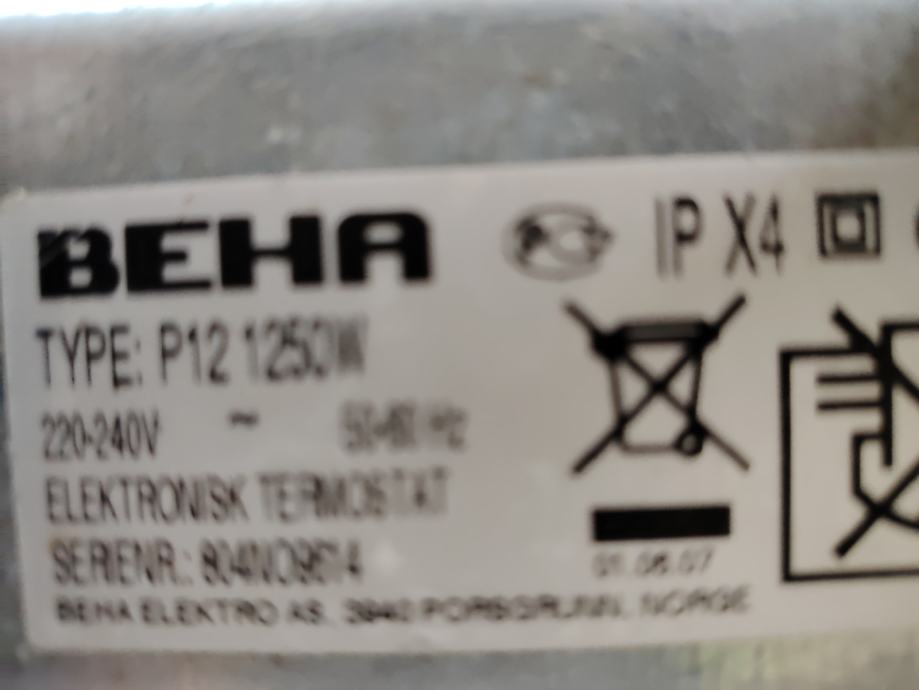 BEHA
IP X4
TYPE: P12 1250W
220-240V ~ 50-60 Hz
ELEKTRONISK TERMOSTAT
SERIENR.: 804NO9614
01.06.07
BEHA ELEKTRO AS. 3940 PORSGRUNN. NORGE